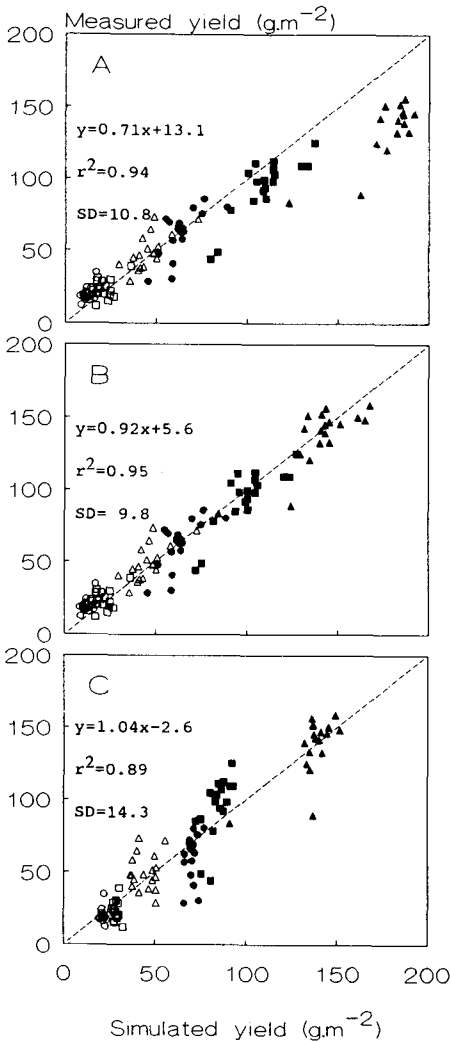 Measured yield (g.m⁻²)
200
A
150
y=0.71x+13.1
r²=0.94
100
SD=10.8
50
0
200
B
150
y=0.92x+5.6
r²=0.95
100
SD= 9.8
50
0
200
C
150
y=1.04x-2.6
r²=0.89
100
SD=14.3
50
0
0 50 100 150 200
Simulated yield (g.m⁻²)